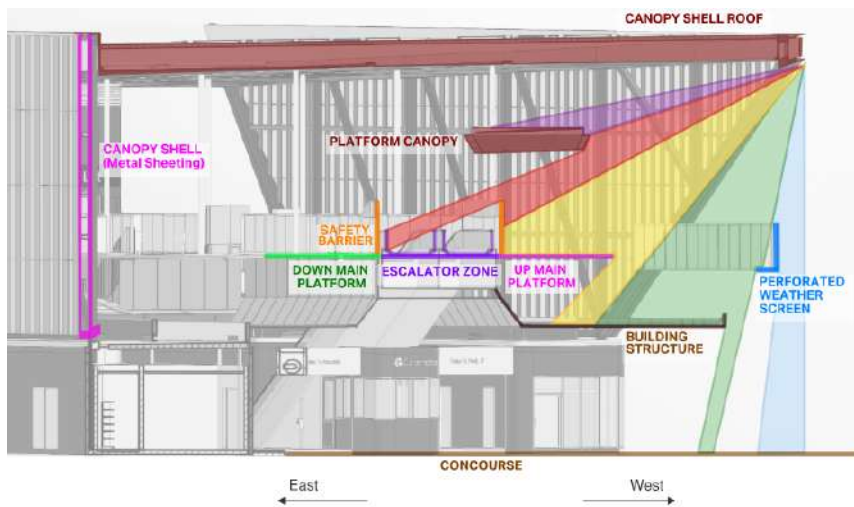 CANOPY SHELL ROOF
PLATFORM CANOPY
CANOPY SHELL
(Metal Sheeting)
SAFETY
BARRIER
DOWN MAIN
PLATFORM
ESCALATOR ZONE
UP MAIN
PLATFORM
PERFORATED
WEATHER
SCREEN
BUILDING
STRUCTURE
CONCOURSE
East
West